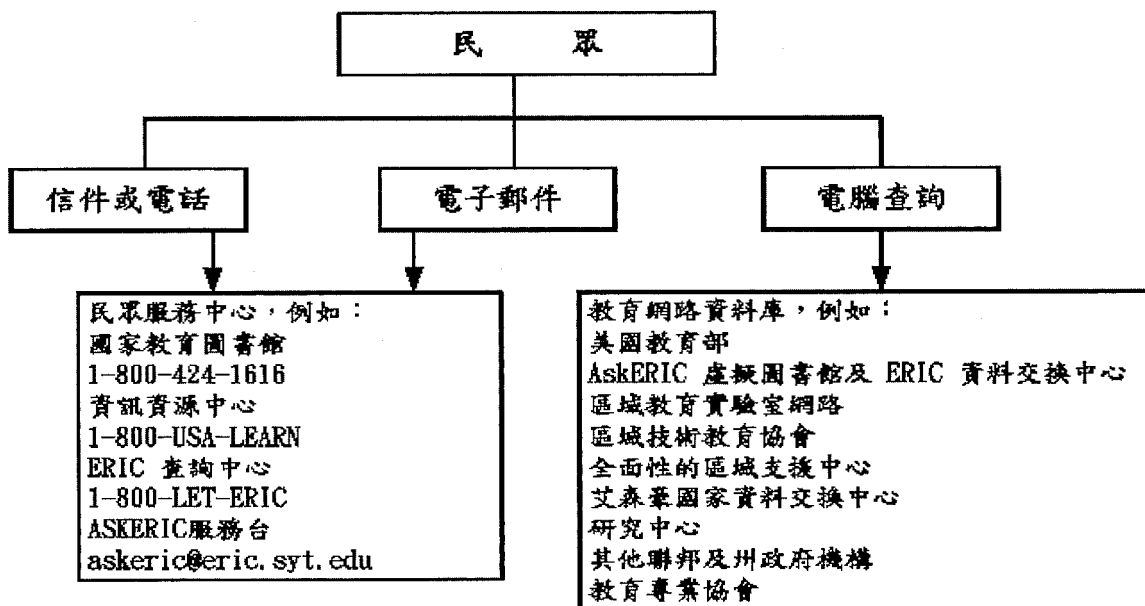 民 眾
信件或電話
電子郵件
電腦查詢
民眾服務中心，例如：
國家教育圖書館
1-800-424-1616
資訊資源中心
1-800-USA-LEARN
ERIC 查詢中心
1-800-LET-ERIC
ASKERIC服務台
askeric@eric.syt.edu
教育網路資料庫，例如：
美國教育部
AskERIC 虛擬圖書館及 ERIC 資料交換中心
區域教育實驗室網路
區域技術教育協會
全面性的區域支援中心
艾森豪國家資料交換中心
研究中心
其他聯邦及州政府機構
教育專業協會